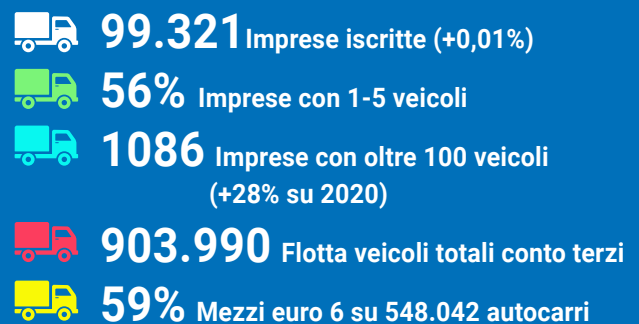 99.321 Imprese iscritte (+0,01%)
56% Imprese con 1-5 veicoli
1086 Imprese con oltre 100 veicoli
(+28% su 2020)
903.990 Flotta veicoli totali conto terzi
59% Mezzi euro 6 su 548.042 autocarri